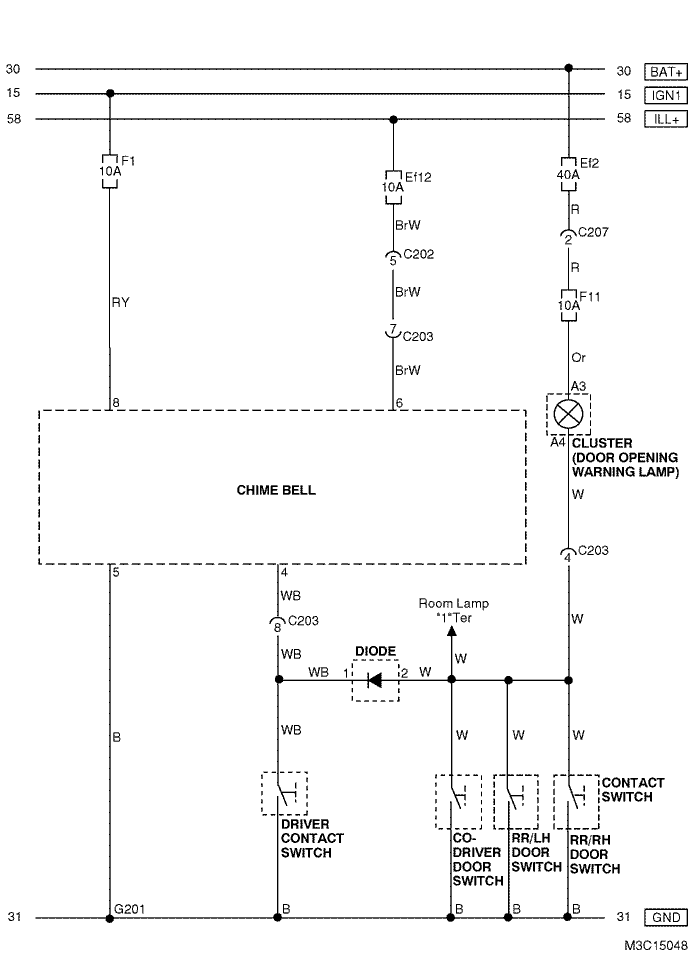 30
30 BAT+
15
15 IGN1
58
58 ILL+
F1
10A
Ef12
10A
Ef2
40A
R
BrW
2 C207
5 C202
R
BrW
F11
10A
RY
7 C203
Or
BrW
A3
8
6
A4
CLUSTER
(DOOR OPENING
WARNING LAMP)
CHIME BELL
W
C203
4
5
4
WB
Room Lamp
"1"Ter
8 C203
W
WB
DIODE
W
WB
1
2
W
B
WB
W
W
W
CONTACT
SWITCH
DRIVER
CONTACT
SWITCH
CO-
DRIVER
DOOR
SWITCH
RR/LH
DOOR
SWITCH
RR/RH
DOOR
SWITCH
G201
B
B
B
B
31
31 GND
M3C15048